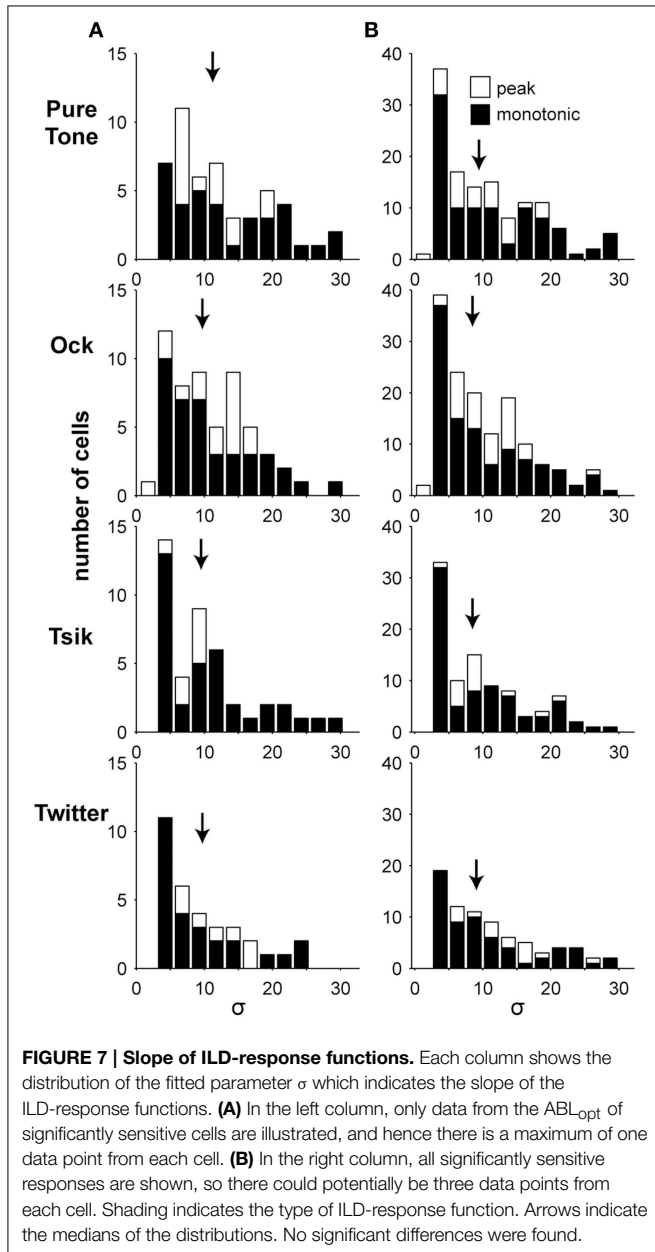 A
B
Pure
Tone
15
10
5
0
0 10 20 30
40
30
20
10
0
0 10 20 30
peak
monotonic
Ock
15
10
5
0
0 10 20 30
40
30
20
10
0
0 10 20 30
number of cells
Tsik
15
10
5
0
0 10 20 30
40
30
20
10
0
0 10 20 30
Twitter
15
10
5
0
0 10 20 30
σ
40
30
20
10
0
0 10 20 30
σ
FIGURE 7 | Slope of ILD-response functions. Each column shows the
distribution of the fitted parameter σ which indicates the slope of the
ILD-response functions. (A) In the left column, only data from the ABLopt of
significantly sensitive cells are illustrated, and hence there is a maximum of one
data point from each cell. (B) In the right column, all significantly sensitive
responses are shown, so there could potentially be three data points from
each cell. Shading indicates the type of ILD-response function. Arrows indicate
the medians of the distributions. No significant differences were found.